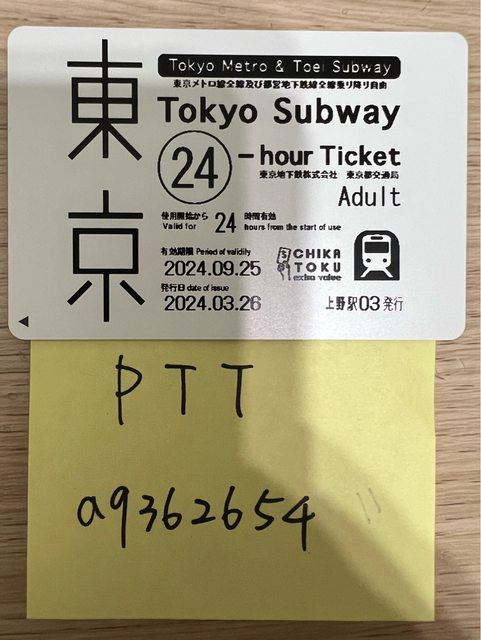 東京
Tokyo Metro & Toei Subway
東京メトロ線全線及び都営地下鉄線全線乗り降り自由
Tokyo Subway
24-hour Ticket
東京地下鉄株式会社 東京都交通局
Adult
使用開始から 24 時間有効
Valid for hours from the start of use
有効期限 Period of validity
2024.09.25
発行日 date of issue
2024.03.26
CHIKA
TOKU
extra value
上野駅03発行
PTT
a9362654